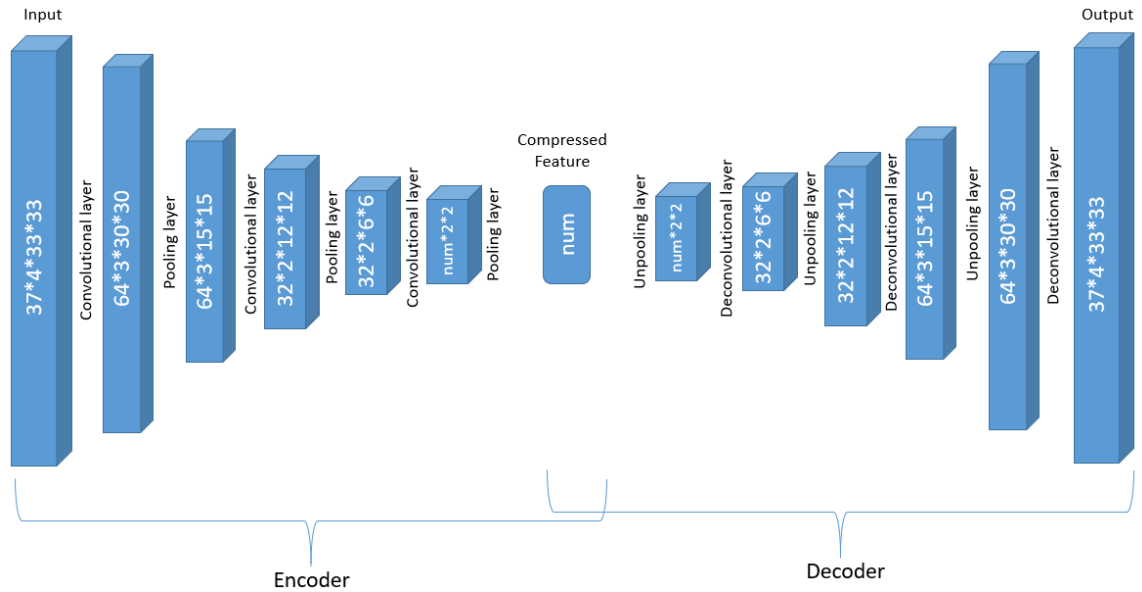 Input
37*4*33*33
Convolutional layer
64*3*30*30
Pooling layer
64*3*15*15
Convolutional layer
32*2*12*12
Pooling layer
32*2*6*6
Convolutional layer
num*2*2
Pooling layer
Compressed
Feature
num
Unpooling layer
num*2*2
Deconvolutional layer
32*2*6*6
Unpooling layer
32*2*12*12
Deconvolutional layer
64*3*15*15
Unpooling layer
64*3*30*30
Deconvolutional layer
Output
37*4*33*33
Encoder
Decoder